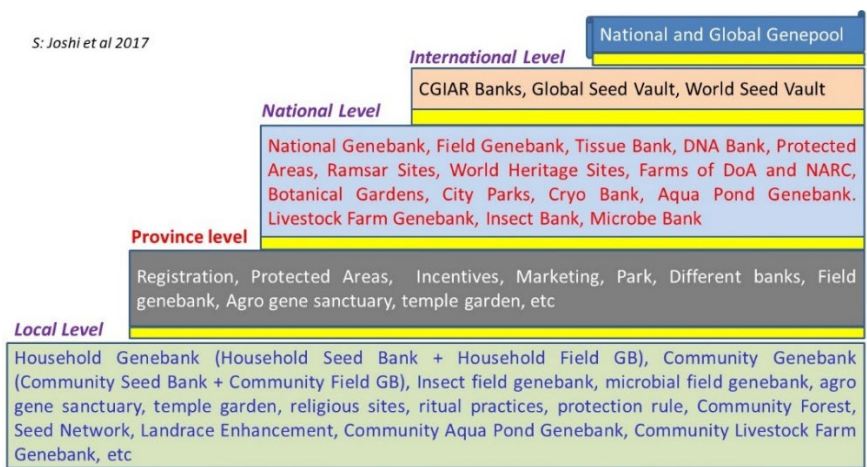 S: Joshi et al 2017
National and Global Genepool
International Level
CGIAR Banks, Global Seed Vault, World Seed Vault
National Level
National Genebank, Field Genebank, Tissue Bank, DNA Bank, Protected
Areas, Ramsar Sites, World Heritage Sites, Farms of DoA and NARC,
Botanical Gardens, City Parks, Cryo Bank, Aqua Pond Genebank.
Livestock Farm Genebank, Insect Bank, Microbe Bank
Province level
Registration, Protected Areas, Incentives, Marketing, Park, Different banks, Field
genebank, Agro gene sanctuary, temple garden, etc
Local Level
Household Genebank (Household Seed Bank + Household Field GB), Community Genebank
(Community Seed Bank + Community Field GB), Insect field genebank, microbial field genebank, agro
gene sanctuary, temple garden, religious sites, ritual practices, protection rule, Community Forest,
Seed Network, Landrace Enhancement, Community Aqua Pond Genebank, Community Livestock Farm
Genebank, etc